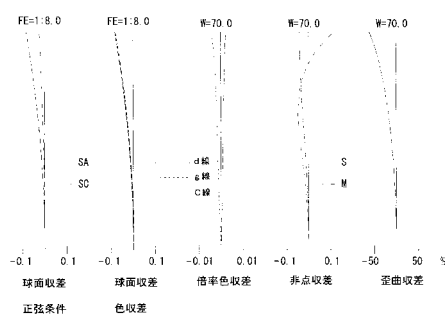 FE=1:8.0 FE=1:8.0 W=70.0 W=70.0 W=70.0
SA d線 S
SC g線 M
C線
-0.1 0.1 -0.1 0.1 -0.1 0.1 -0.1 0.1 -50 50 %
球面収差 球面収差 倍率色収差 非点収差 歪曲収差
正弦条件 色収差